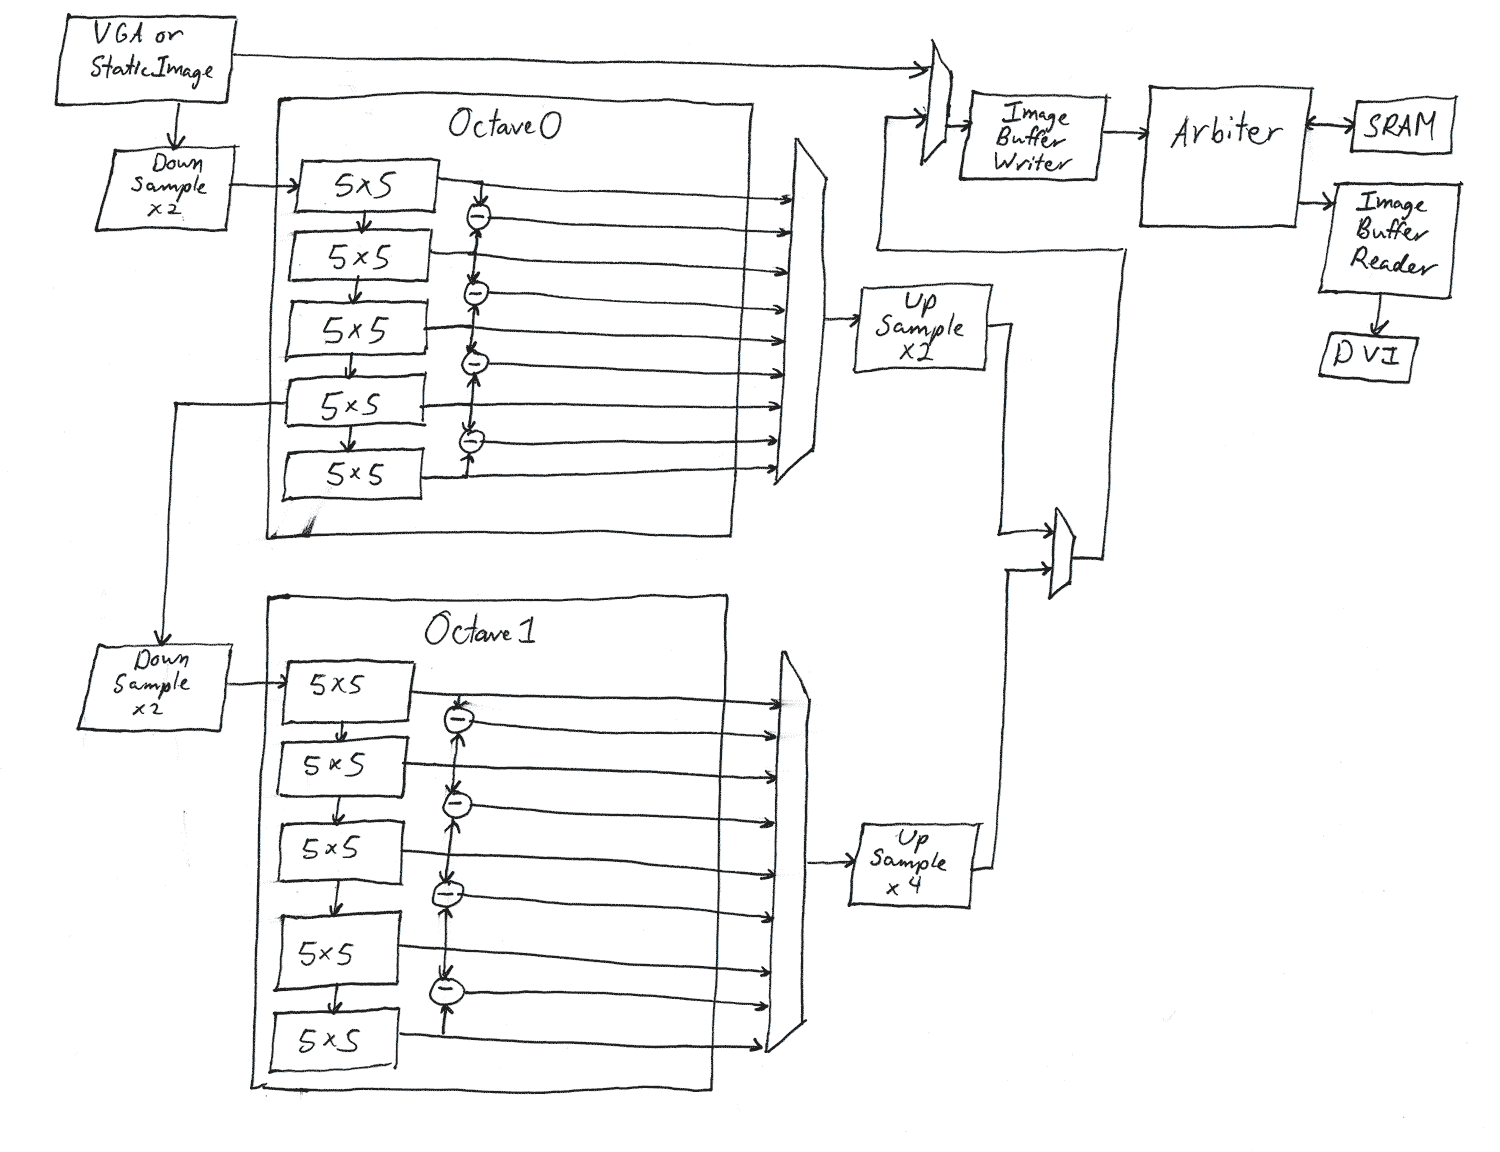 VGA or
Static Image
Down
Sample
x2
Octave 0
5x5
5x5
5x5
5x5
5x5
-
-
-
-
Up
Sample
x2
Image
Buffer
Writer
Arbiter
SRAM
Image
Buffer
Reader
DVI
Down
Sample
x2
Octave 1
5x5
5x5
5x5
5x5
5x5
-
-
-
-
Up
Sample
x4